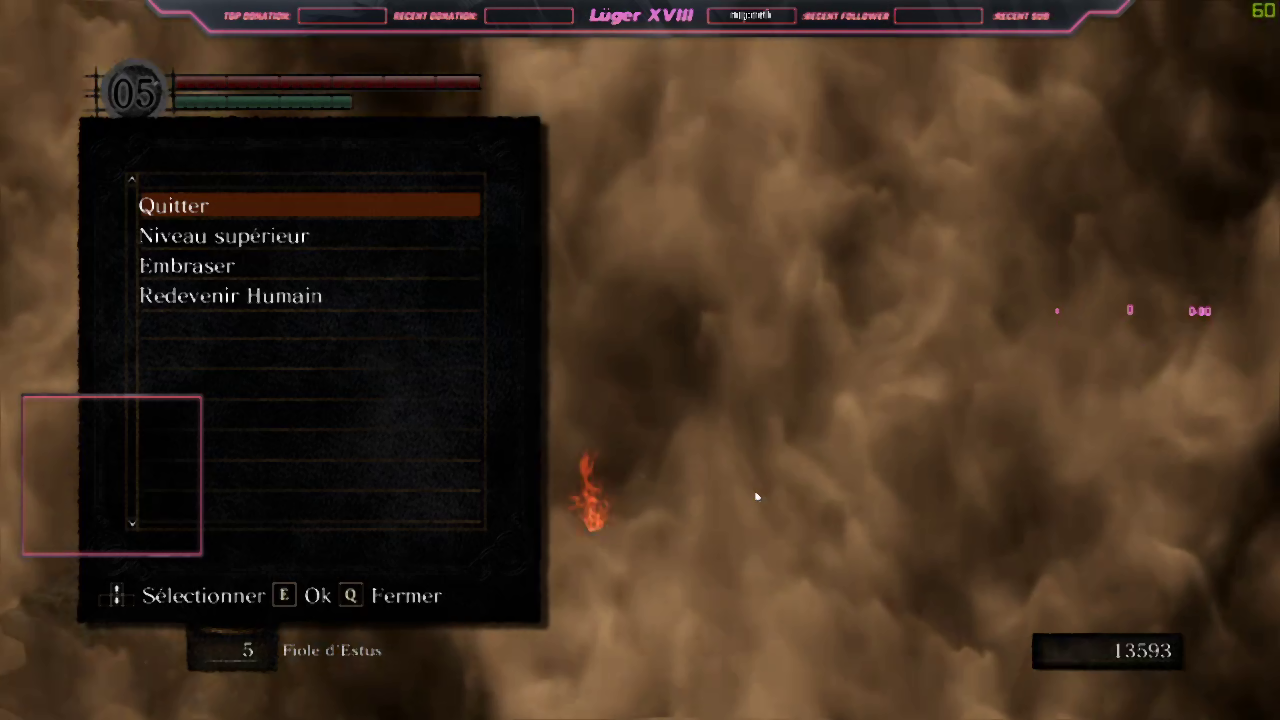 TOP DONATION:
RECENT DONATION:
Lüger XVIII
:RECENT FOLLOWER
:RECENT SUB
60
05
Quitter
Niveau supérieur
Embraser
Redevenir Humain
0
Sélectionner E Ok Q Fermer
5 Fiole d'Estus
13593